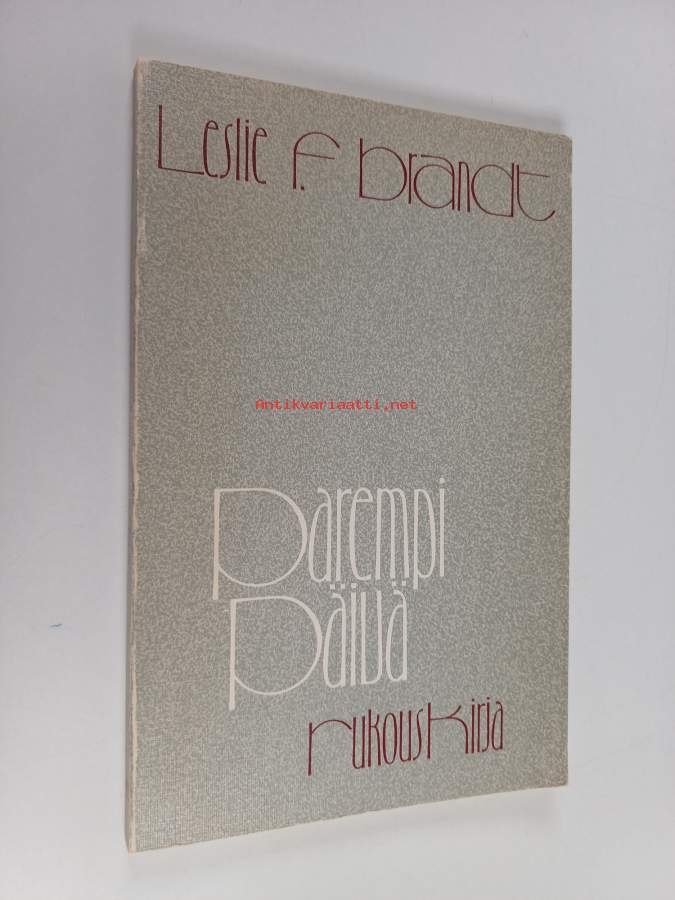 Leslie F. brandt
Antikvariaatti.net
Parempi
Päivä
rukouskirja